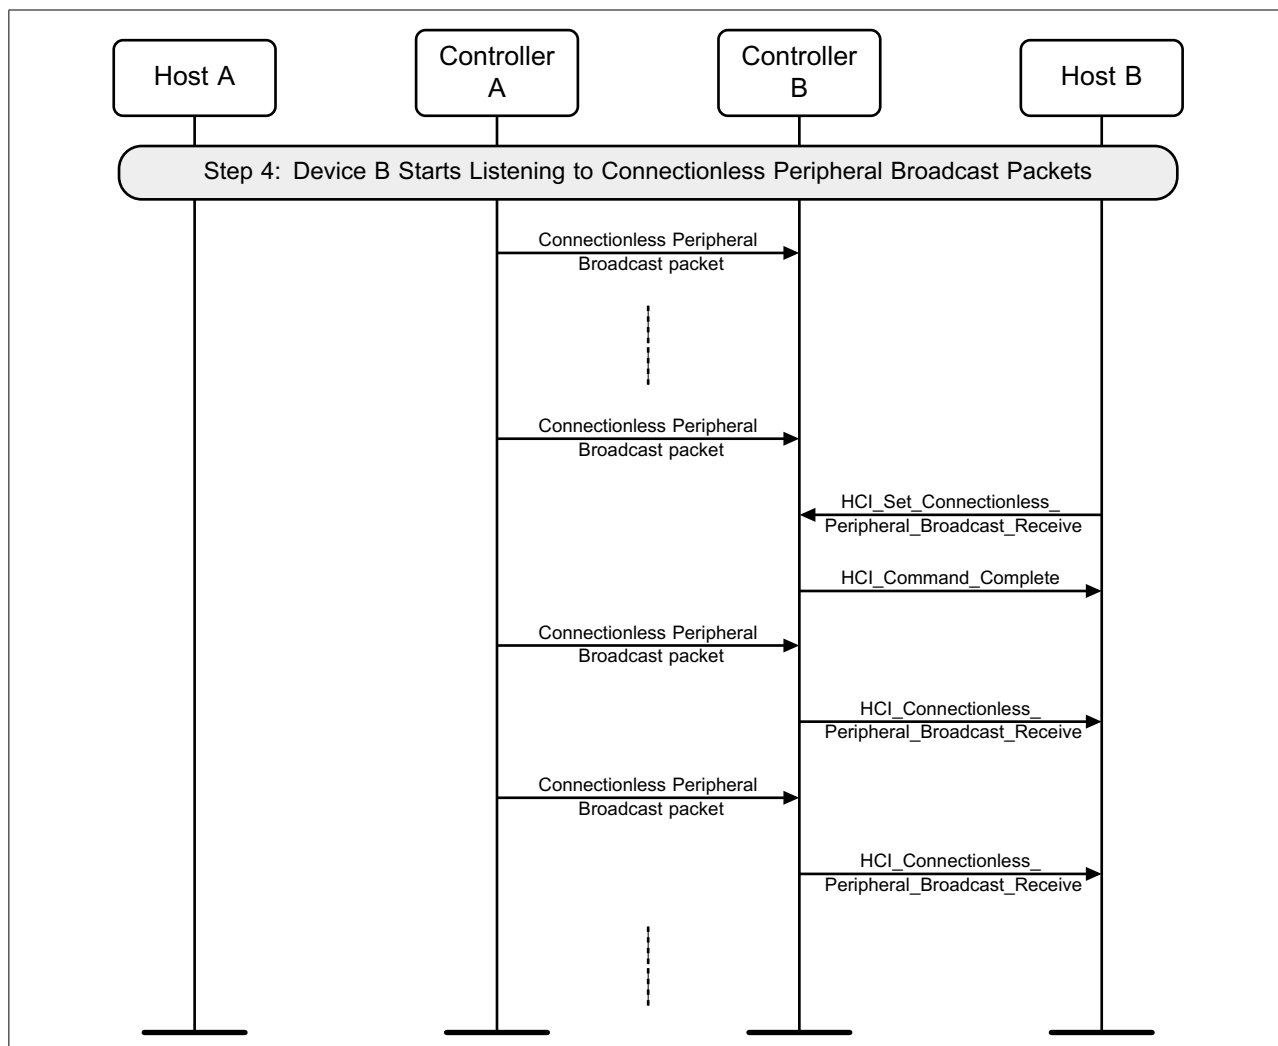 Host A
Controller
A
Controller
B
Host B
Step 4: Device B Starts Listening to Connectionless Peripheral Broadcast Packets
Connectionless Peripheral
Broadcast packet
Connectionless Peripheral
Broadcast packet
HCI_Set_Connectionless_
Peripheral_Broadcast_Receive
HCI_Command_Complete
Connectionless Peripheral
Broadcast packet
HCI_Connectionless_
Peripheral_Broadcast_Receive
Connectionless Peripheral
Broadcast packet
HCI_Connectionless_
Peripheral_Broadcast_Receive